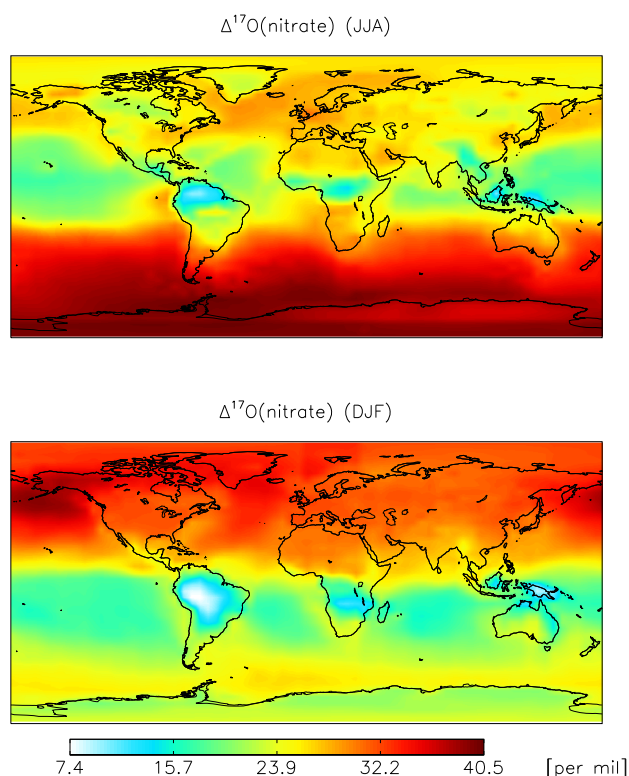 Δ¹⁷O(nitrate) (JJA)
Δ¹⁷O(nitrate) (DJF)
7.4 15.7 23.9 32.2 40.5 [per mil]